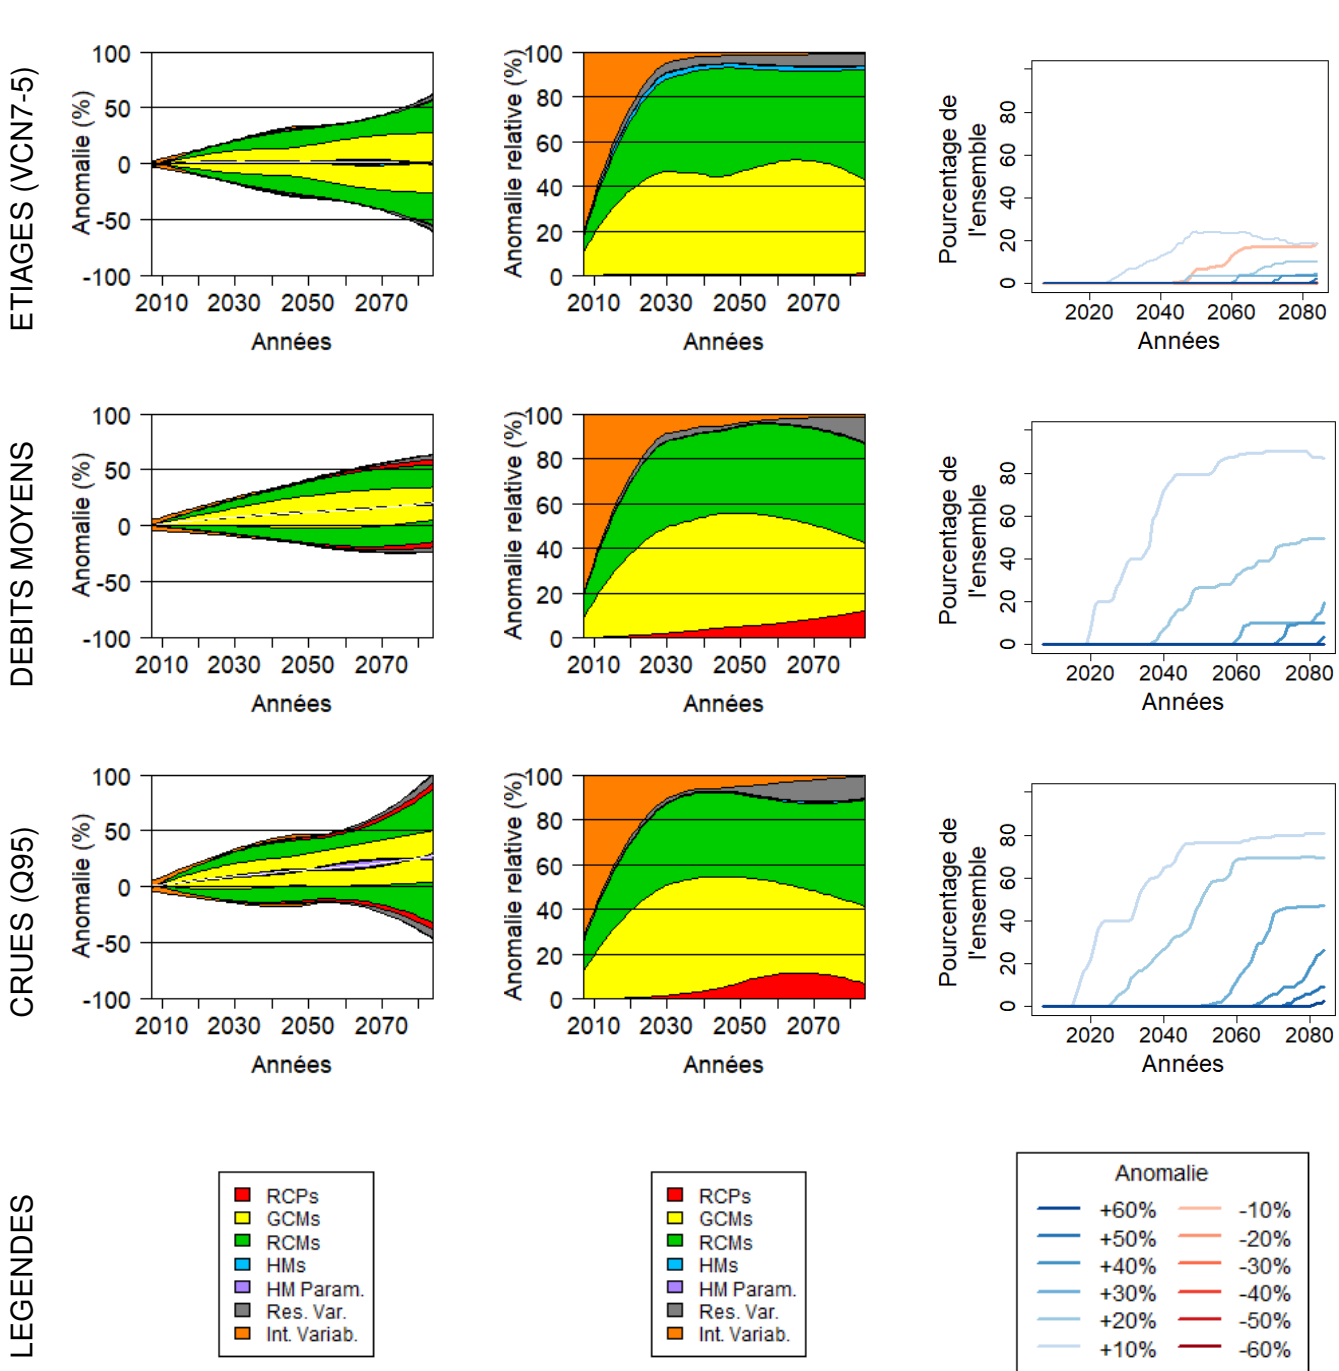 ETIAGES (VCN7-5)
Anomalie (%)
100
50
0
-50
-100
2010 2030 2050 2070
Années
Anomalie relative (%)
100
80
60
40
20
0
2010 2030 2050 2070
Années
Pourcentage de
l'ensemble
80
60
40
20
0
2020 2040 2060 2080
Années
DEBITS MOYENS
Anomalie (%)
100
50
0
-50
-100
2010 2030 2050 2070
Années
Anomalie relative (%)
100
80
60
40
20
0
2010 2030 2050 2070
Années
Pourcentage de
l'ensemble
80
60
40
20
0
2020 2040 2060 2080
Années
CRUES (Q95)
Anomalie (%)
100
50
0
-50
-100
2010 2030 2050 2070
Années
Anomalie relative (%)
100
80
60
40
20
0
2010 2030 2050 2070
Années
Pourcentage de
l'ensemble
80
60
40
20
0
2020 2040 2060 2080
Années
LEGENDES
RCPs
GCMs
RCMs
HMs
HM Param.
Res. Var.
Int. Variab.
RCPs
GCMs
RCMs
HMs
HM Param.
Res. Var.
Int. Variab.
Anomalie
+60% -10%
+50% -20%
+40% -30%
+30% -40%
+20% -50%
+10% -60%